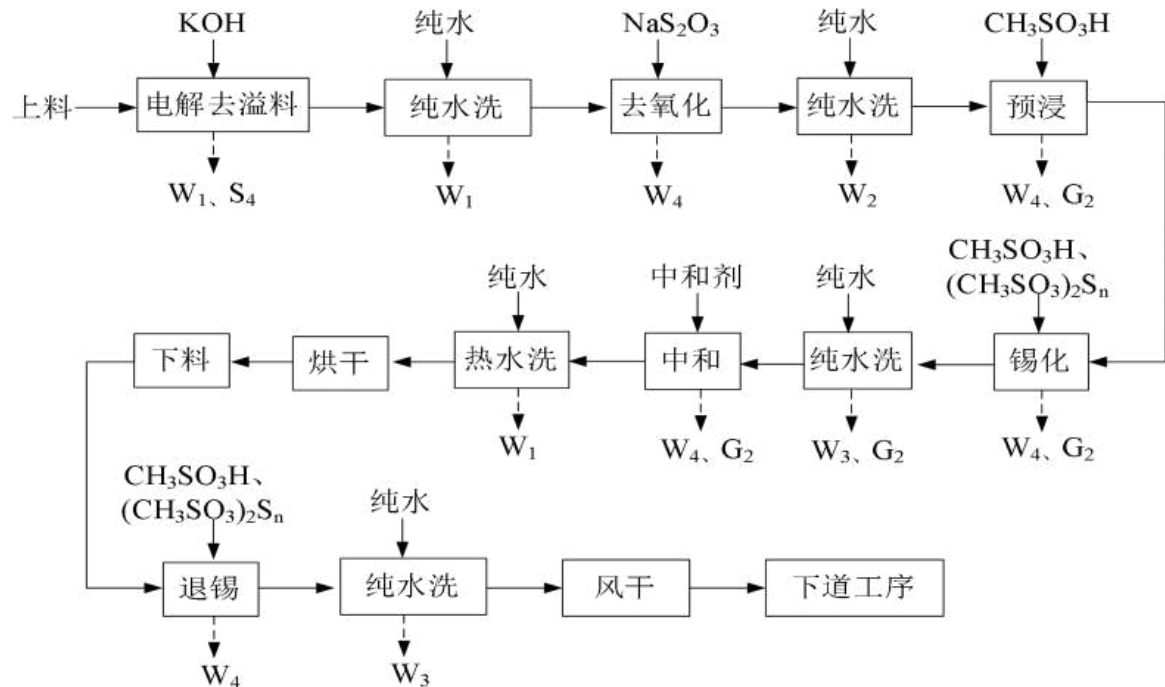 KOH
纯水
NaS₂O₃
纯水
CH₃SO₃H
上料
电解去溢料
纯水洗
去氧化
纯水洗
预浸
W₁、S₄
W₁
W₄
W₂
W₄、G₂
纯水
中和剂
纯水
CH₃SO₃H、
(CH₃SO₃)₂Sₙ
下料
烘干
热水洗
中和
纯水洗
锡化
W₁
W₄、G₂
W₃、G₂
W₄、G₂
CH₃SO₃H、
(CH₃SO₃)₂Sₙ
纯水
退锡
纯水洗
风干
下道工序
W₄
W₃